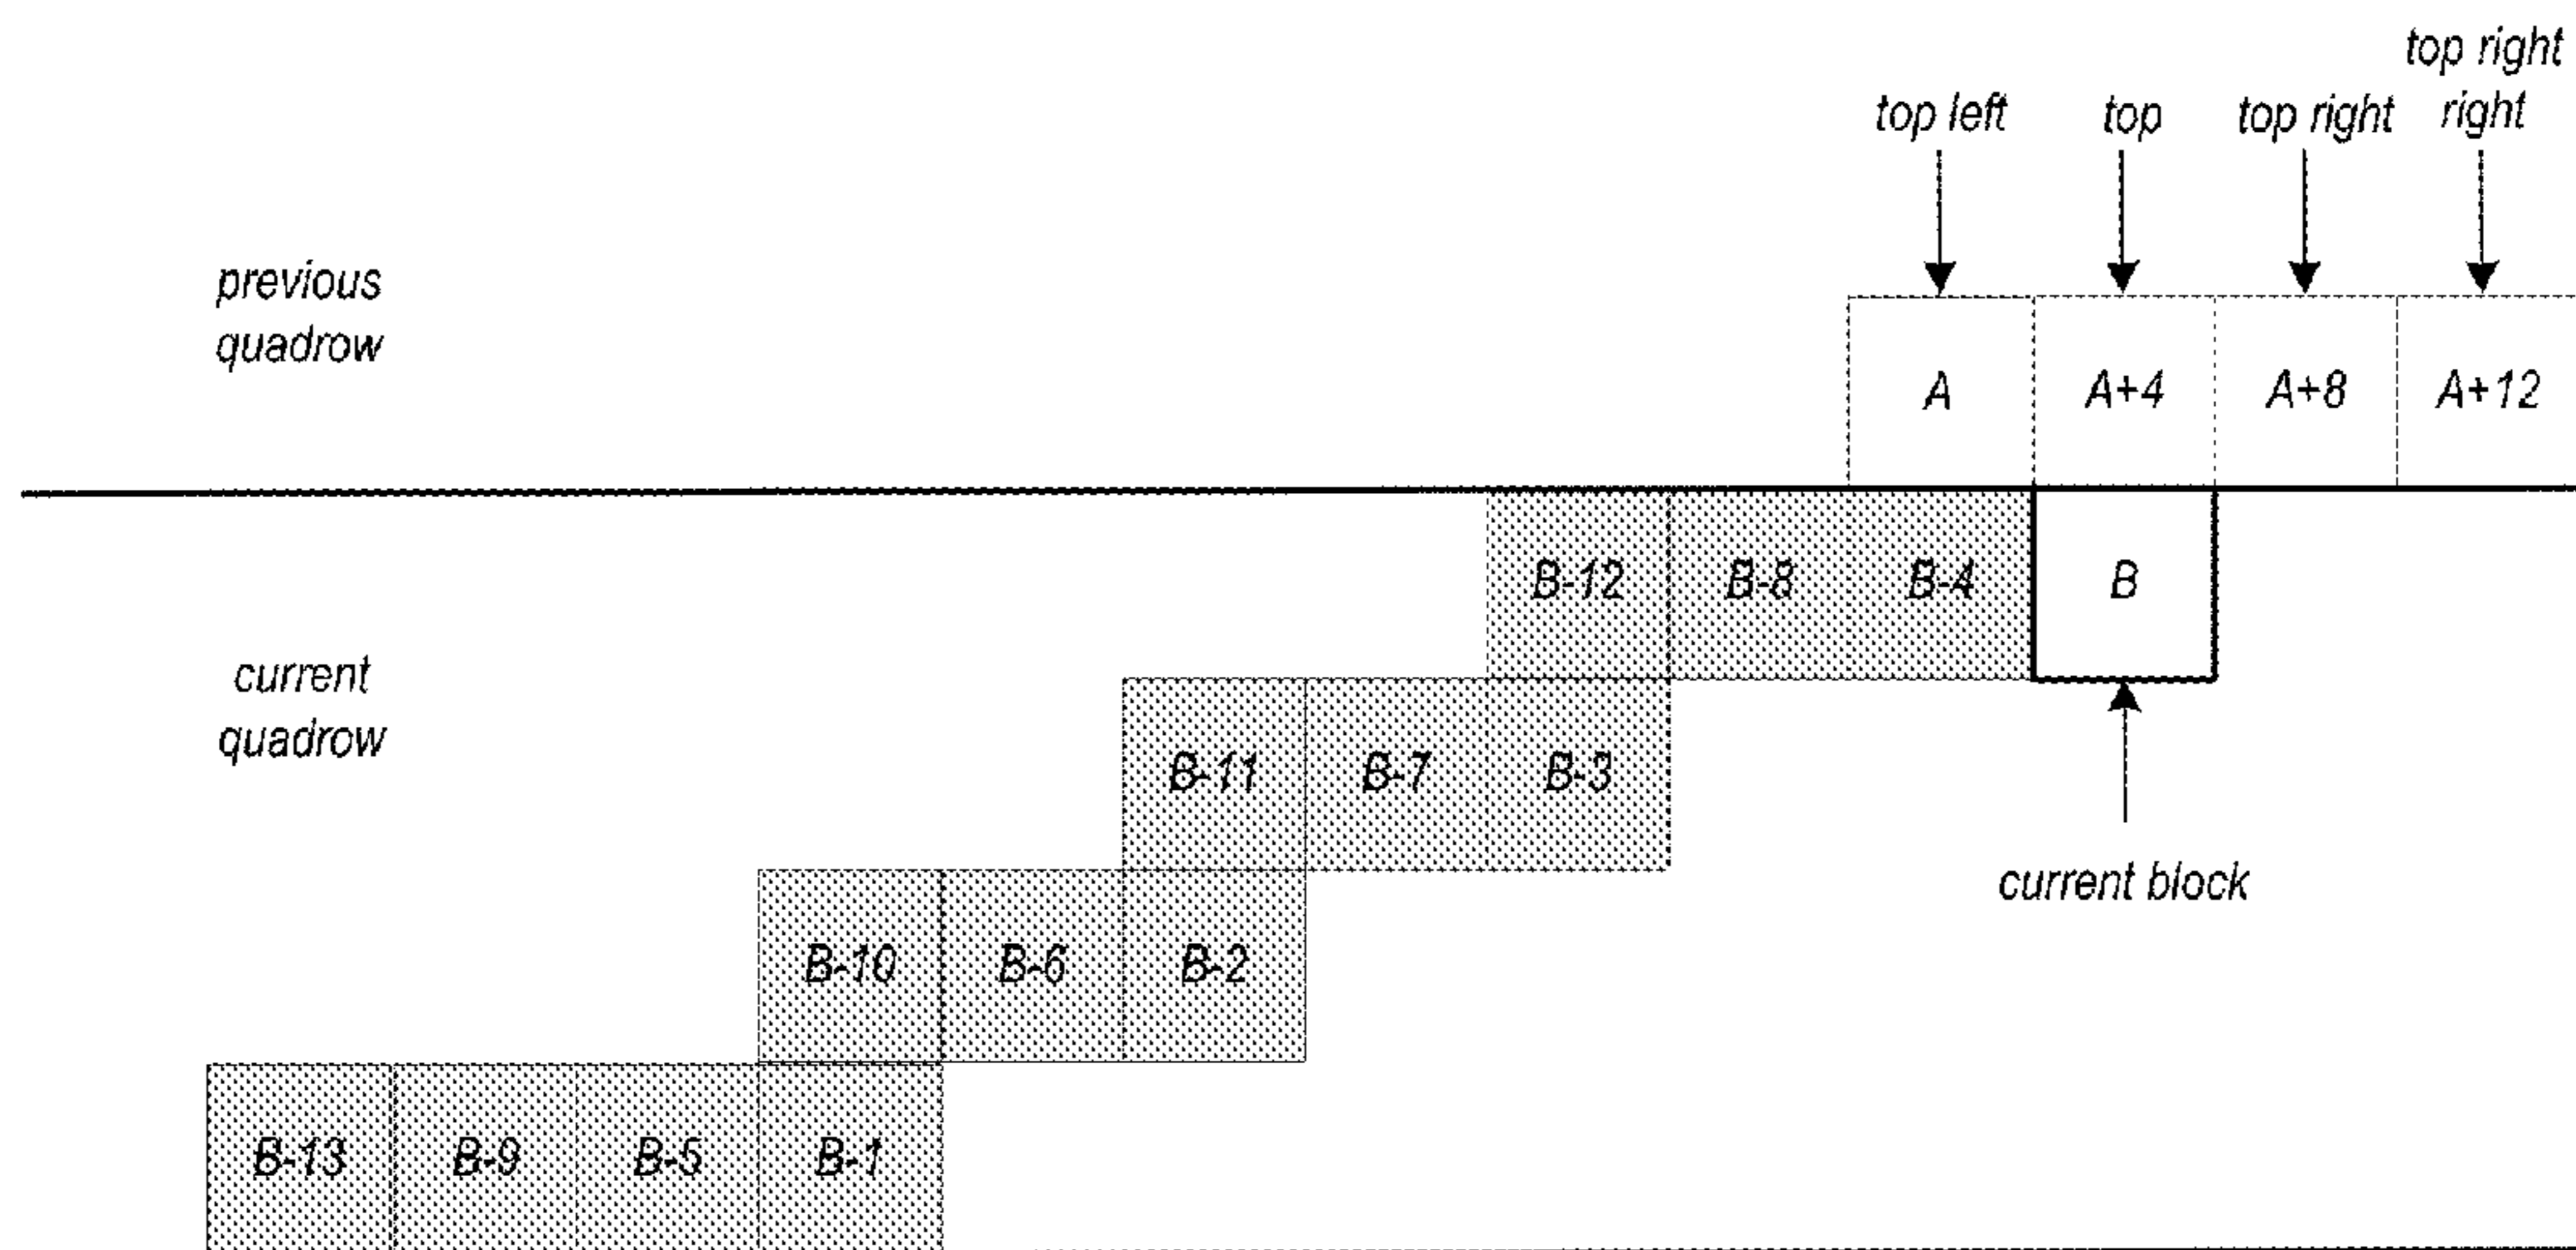 top right
top left top top right right
previous
quadrow
A A+4 A+8 A+12
B-12 B-8 B-4 B
current
quadrow
B-11 B-7 B-3
current block
B-10 B-6 B-2
B-13 B-9 B-5 B-1